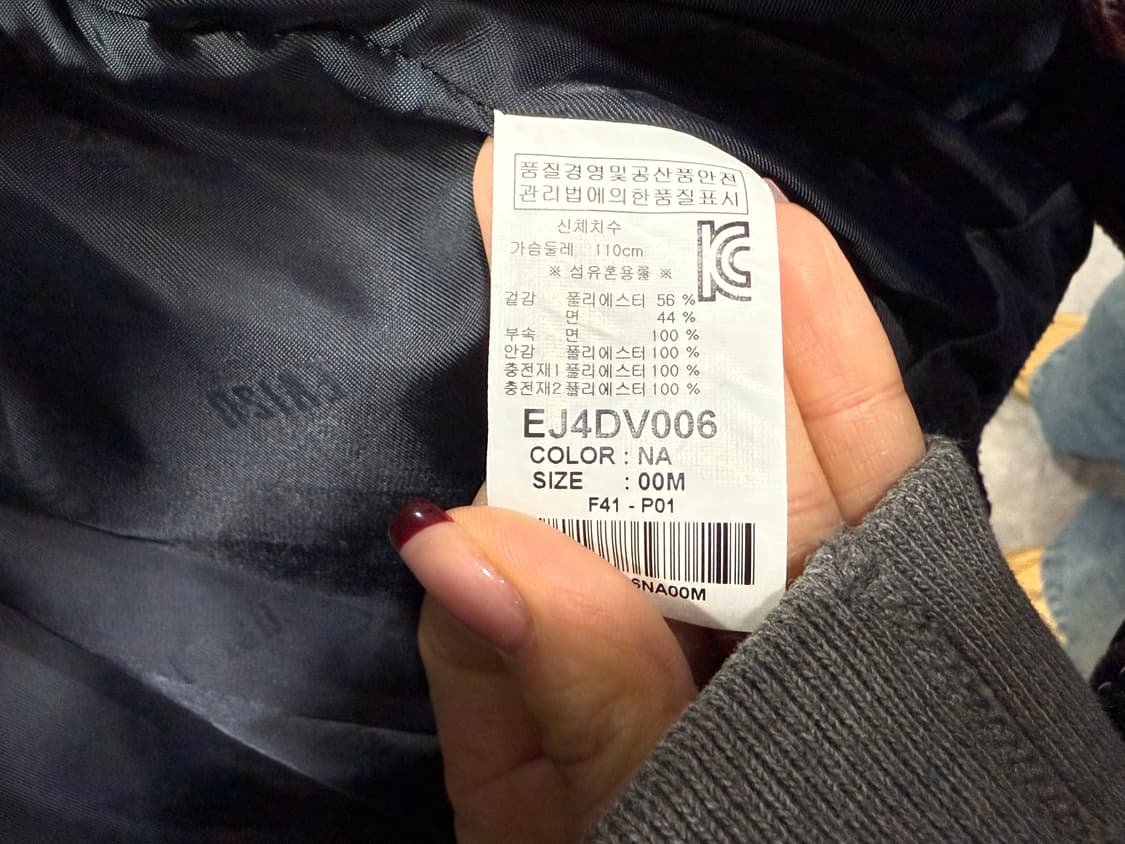 품질경영및공산품안전
관리법에의한품질표시
신체치수
가슴둘레 110cm
※ 섬유혼용률 ※
겉감 폴리에스터 56 %
면 44 %
부속 면 100 %
안감 폴리에스터 100 %
충전재1 폴리에스터 100 %
충전재2 폴리에스터 100 %
EJ4DV006
COLOR : NA
SIZE : 00M
F41 - P01
6NA00M